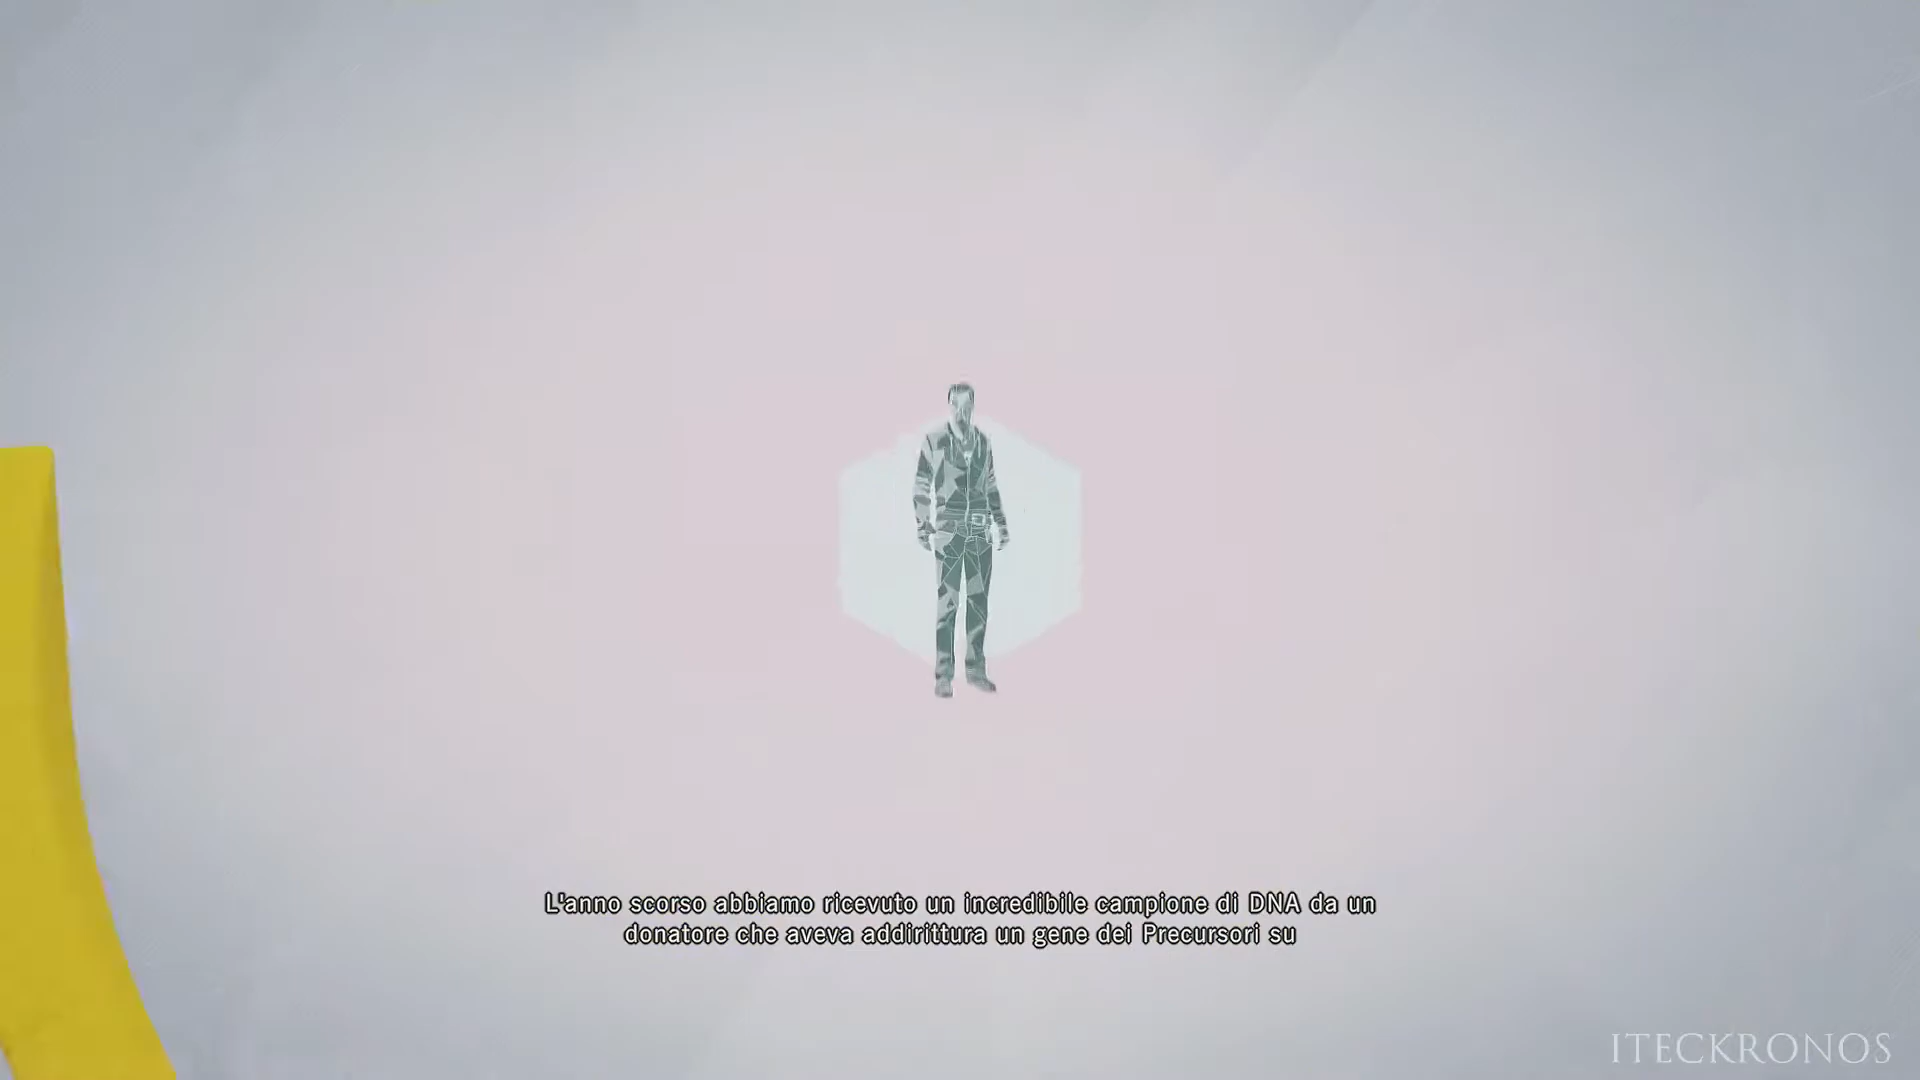 L'anno scorso abbiamo ricevuto un incredibile campione di DNA da un
donatore che aveva addirittura un gene dei Precursori su
ITECKRONOS